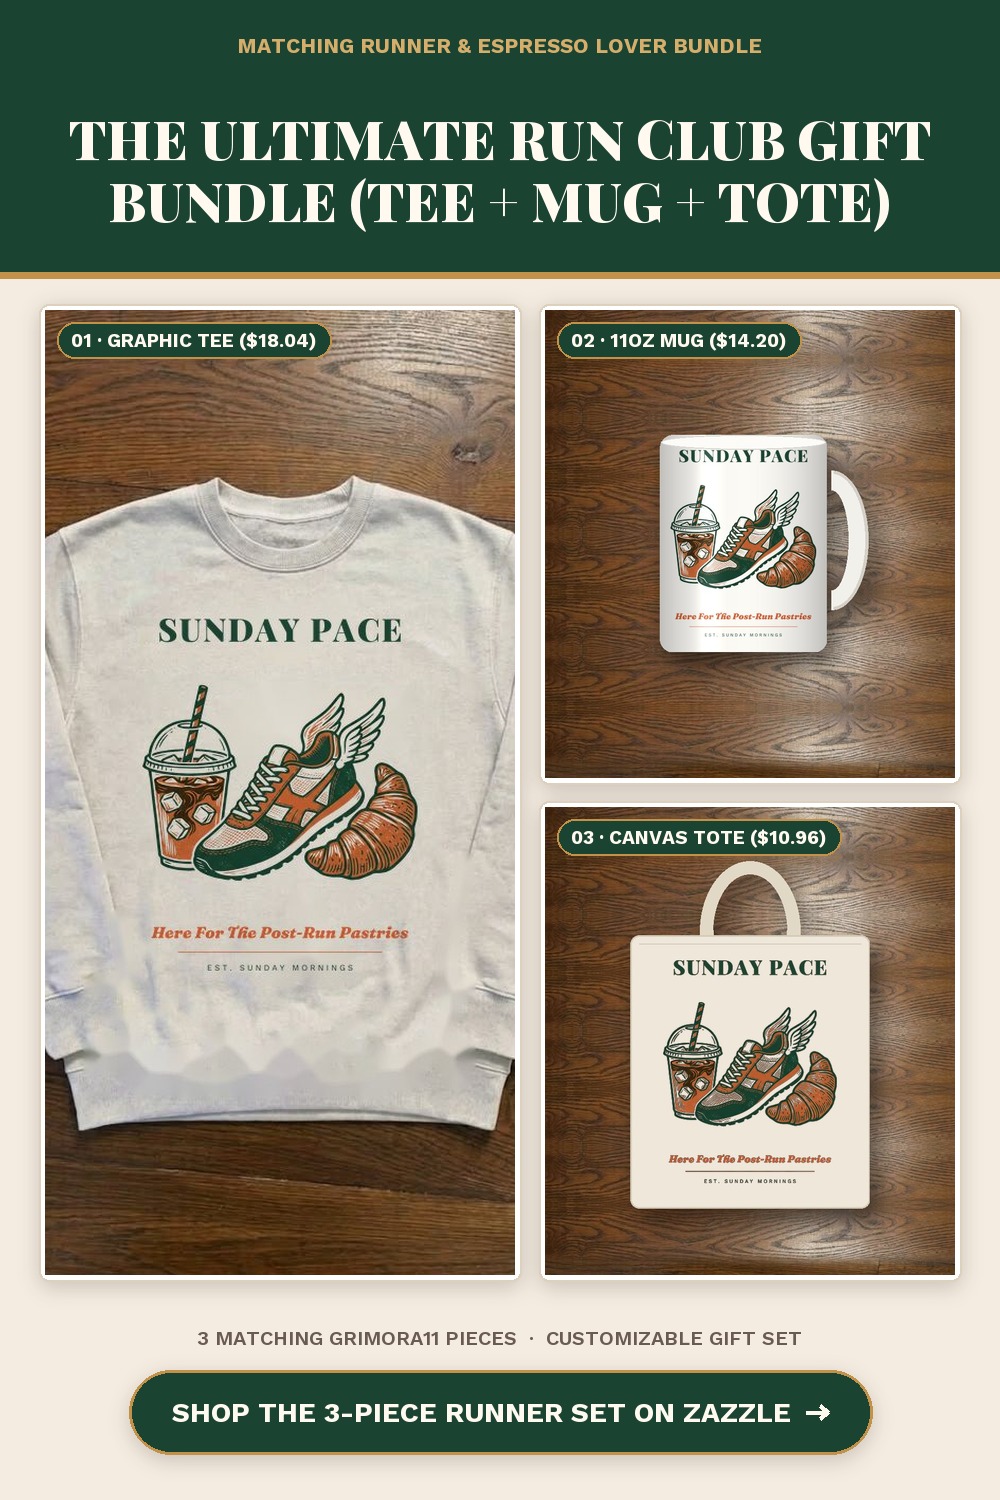 MATCHING RUNNER & ESPRESSO LOVER BUNDLE
THE ULTIMATE RUN CLUB GIFT
BUNDLE (TEE + MUG + TOTE)
01 · GRAPHIC TEE ($18.04)
SUNDAY PACE
Here For The Post-Run Pastries
EST. SUNDAY MORNINGS
02 · 11OZ MUG ($14.20)
SUNDAY PACE
Here For The Post-Run Pastries
EST. SUNDAY MORNINGS
03 · CANVAS TOTE ($10.96)
SUNDAY PACE
Here For The Post-Run Pastries
EST. SUNDAY MORNINGS
3 MATCHING GRIMORA11 PIECES · CUSTOMIZABLE GIFT SET
SHOP THE 3-PIECE RUNNER SET ON ZAZZLE →